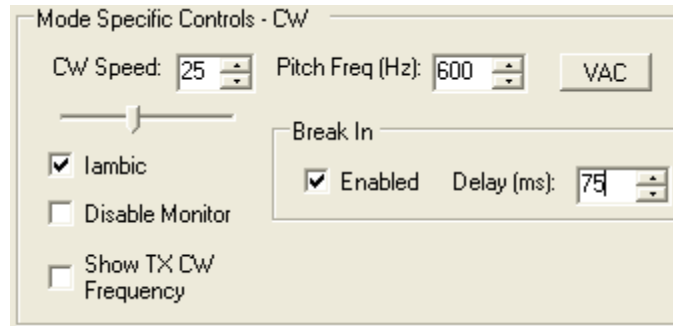 Mode Specific Controls - CW
CW Speed: 25 Pitch Freq (Hz): 600 VAC
Break In
Iambic
Enabled Delay (ms): 75
Disable Monitor
Show TX CW
Frequency